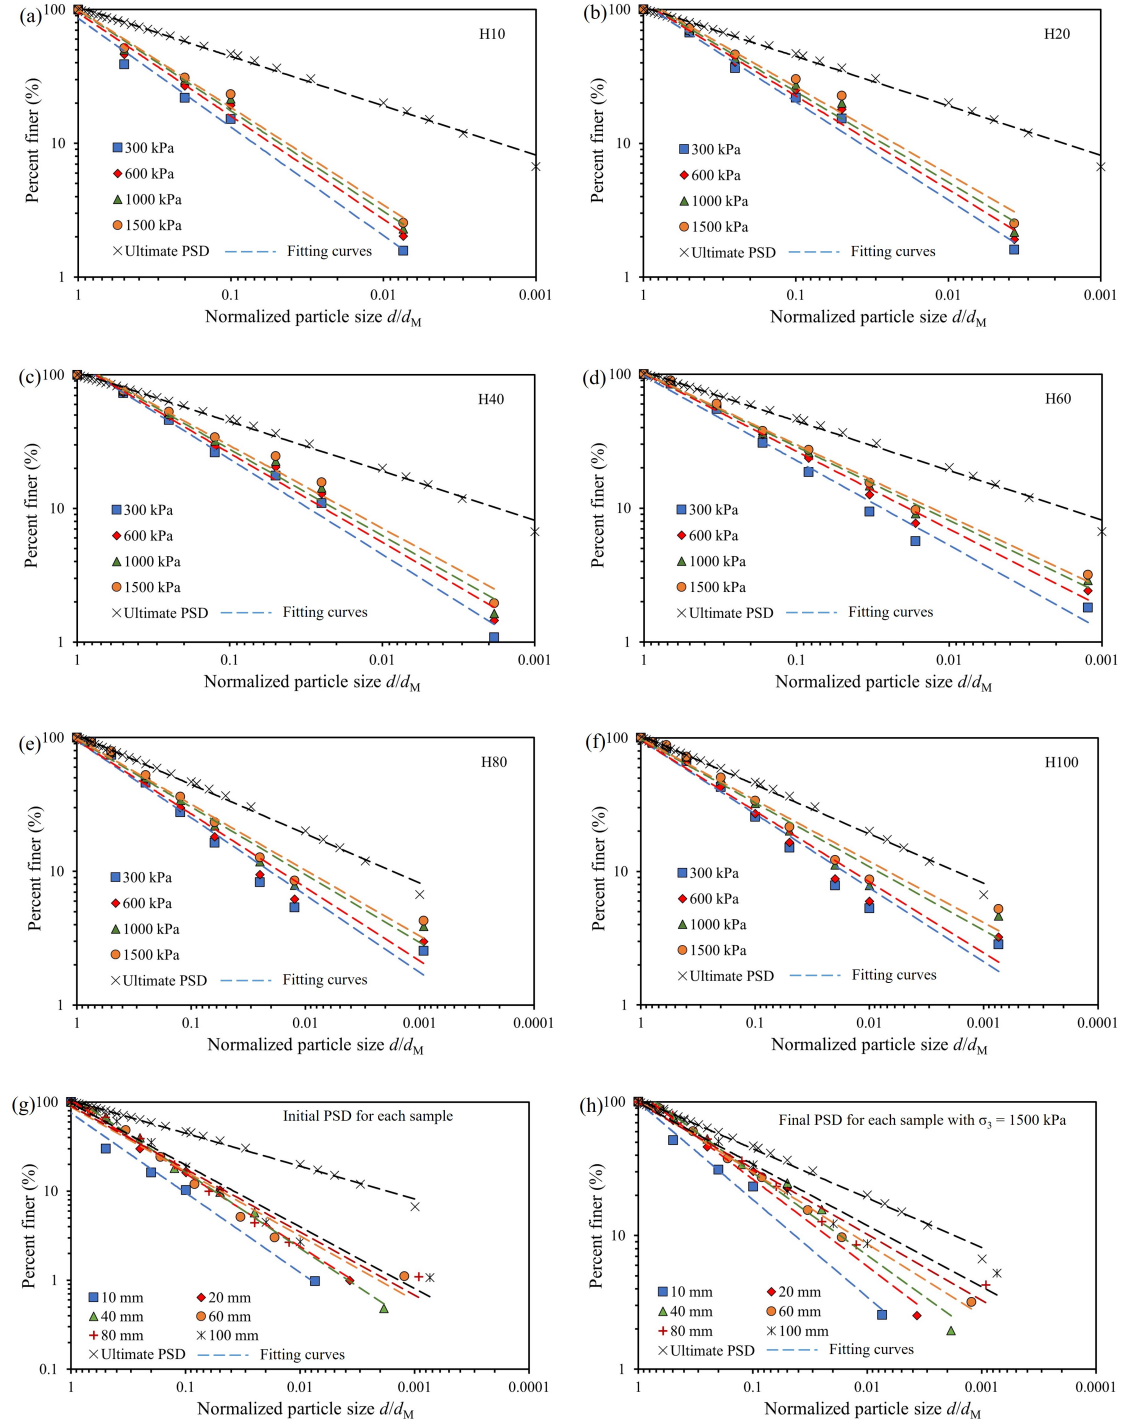 (a)
100
10
1
Percent finer (%)
H10
300 kPa
600 kPa
1000 kPa
1500 kPa
Ultimate PSD
Fitting curves
1
0.1
0.01
0.001
Normalized particle size d/dM
(b)
100
10
1
Percent finer (%)
H20
300 kPa
600 kPa
1000 kPa
1500 kPa
Ultimate PSD
Fitting curves
1
0.1
0.01
0.001
Normalized particle size d/dM
(c)
100
10
1
Percent finer (%)
H40
300 kPa
600 kPa
1000 kPa
1500 kPa
Ultimate PSD
Fitting curves
1
0.1
0.01
0.001
Normalized particle size d/dM
(d)
100
10
1
Percent finer (%)
H60
300 kPa
600 kPa
1000 kPa
1500 kPa
Ultimate PSD
Fitting curves
1
0.1
0.01
0.001
Normalized particle size d/dM
(e)
100
10
1
Percent finer (%)
H80
300 kPa
600 kPa
1000 kPa
1500 kPa
Ultimate PSD
Fitting curves
1
0.1
0.01
0.001
0.0001
Normalized particle size d/dM
(f)
100
10
1
Percent finer (%)
H100
300 kPa
600 kPa
1000 kPa
1500 kPa
Ultimate PSD
Fitting curves
1
0.1
0.01
0.001
0.0001
Normalized particle size d/dM
(g)
100
10
1
0.1
Percent finer (%)
Initial PSD for each sample
10 mm
20 mm
40 mm
60 mm
80 mm
100 mm
Ultimate PSD
Fitting curves
1
0.1
0.01
0.001
0.0001
Normalized particle size d/dM
(h)
100
10
1
Percent finer (%)
Final PSD for each sample with σ3 = 1500 kPa
10 mm
20 mm
40 mm
60 mm
80 mm
100 mm
Ultimate PSD
Fitting curves
1
0.1
0.01
0.001
0.0001
Normalized particle size d/dM